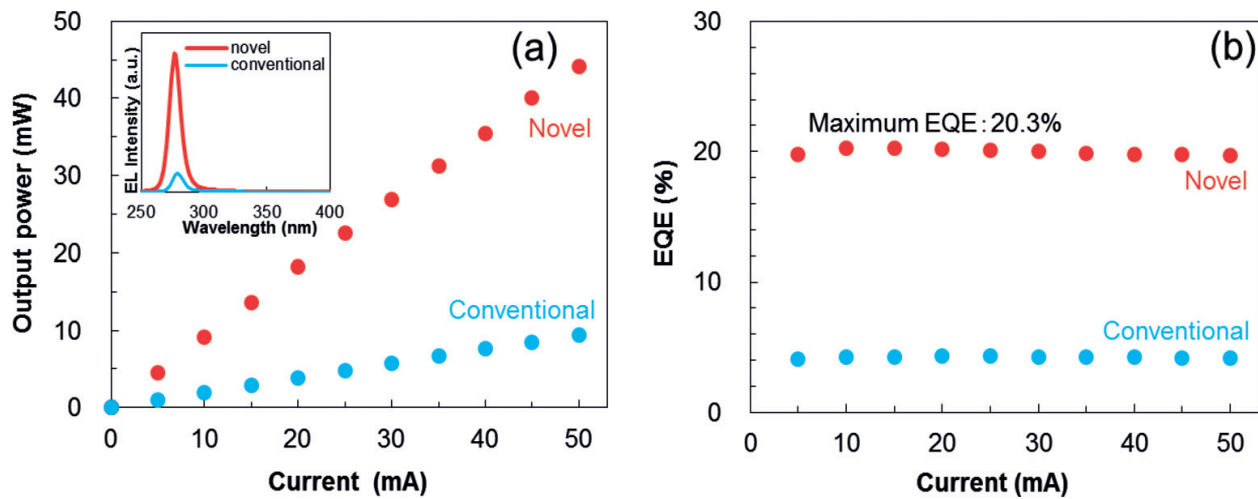 50
40
30
20
10
0
Output power (mW)
0
10
20
30
40
50
Current (mA)
(a)
Novel
Conventional
novel
conventional
EL Intensity (a.u.)
250
300
350
400
Wavelength (nm)
30
20
10
0
EQE (%)
0
10
20
30
40
50
Current (mA)
(b)
Maximum EQE : 20.3%
Novel
Conventional